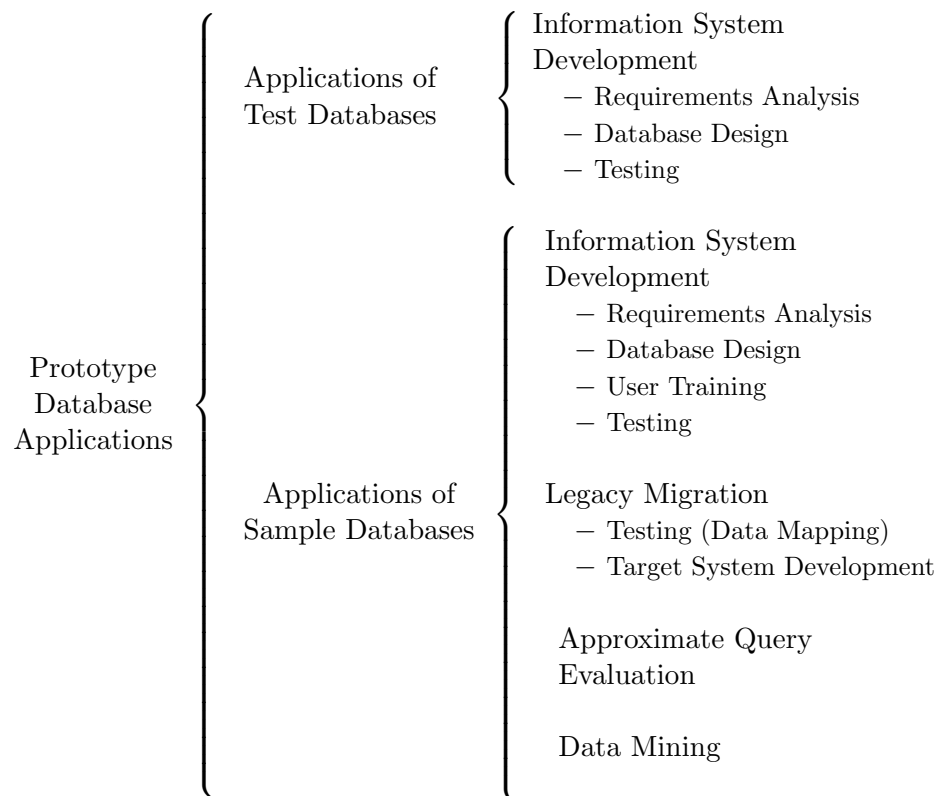 Prototype
Database
Applications
Applications of
Test Databases
Information System
Development
– Requirements Analysis
– Database Design
– Testing
Applications of
Sample Databases
Information System
Development
– Requirements Analysis
– Database Design
– User Training
– Testing
Legacy Migration
– Testing (Data Mapping)
– Target System Development
Approximate Query
Evaluation
Data Mining